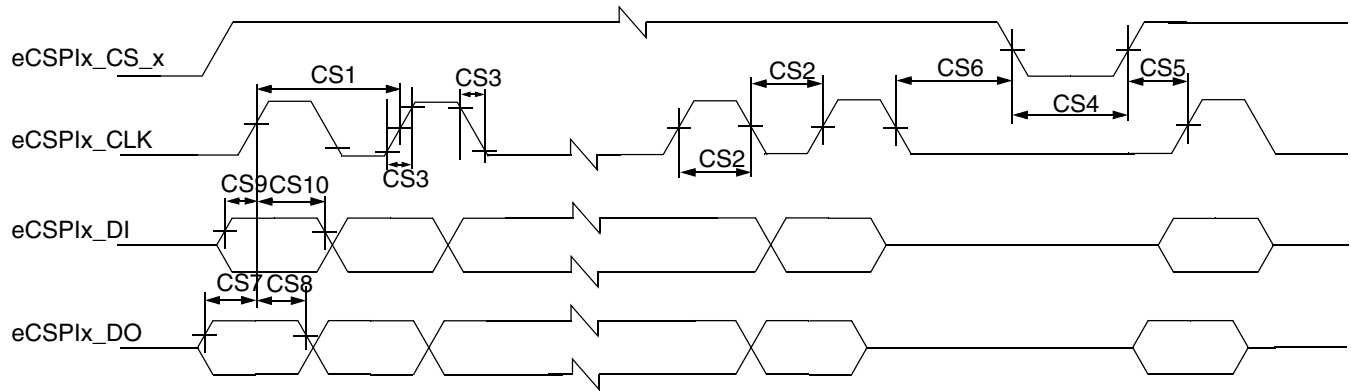 eCSPIx_CS_x
CS1
CS3
CS2
CS6
CS5
CS4
eCSPIx_CLK
CS3
CS2
CS9
CS10
eCSPIx_DI
CS7
CS8
eCSPIx_DO